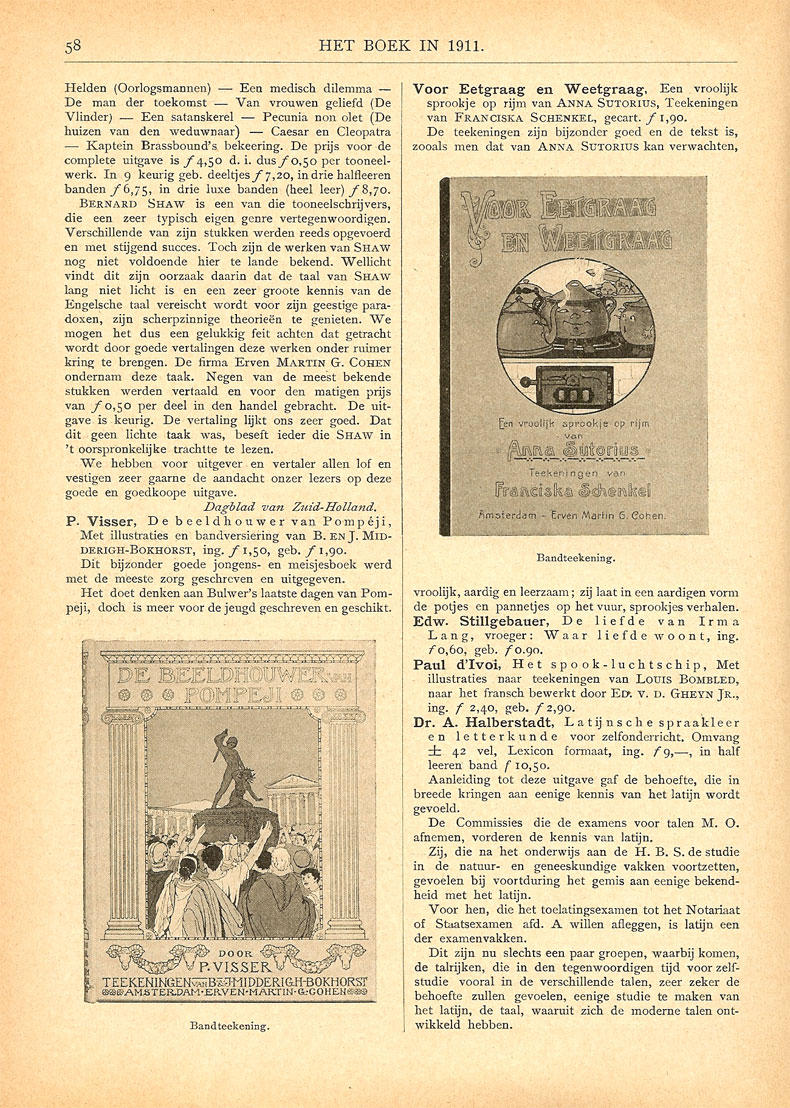 58
HET BOEK IN 1911.
Helden (Oorlogsmannen) — Een medisch dilemma —
De man der toekomst — Van vrouwen geliefd (De
Vlinder) — Een satanskerel — Pecunia non olet (De
huizen van den weduwnaar) — Caesar en Cleopatra
— Kaptein Brassbound's bekeering. De prijs voor de
complete uitgave is ƒ 4,50 d. i. dus ƒ 0,50 per tooneel-
werk. In 9 keurig geb. deeltjes ƒ 7,20, in drie halfleeren
banden ƒ 6,75, in drie luxe banden (heel leer) ƒ 8,70.
BERNARD SHAW is een van die tooneelschrijvers,
die een zeer typisch eigen genre vertegenwoordigen.
Verschillende van zijn stukken werden reeds opgevoerd
en met stijgend succes. Toch zijn de werken van SHAW
nog niet voldoende hier te lande bekend. Wellicht
vindt dit zijn oorzaak daarin dat de taal van SHAW
lang niet licht is en een zeer groote kennis van de
Engelsche taal vereischt wordt voor zijn geestige para-
doxen, zijn scherpzinnige theorieën te genieten. We
mogen het dus een gelukkig feit achten dat getracht
wordt door goede vertalingen deze werken onder ruimer
kring te brengen. De firma Erven MARTIN G. COHEN
ondernam deze taak. Negen van de meest bekende
stukken werden vertaald en voor den matigen prijs
van ƒ 0,50 per deel in den handel gebracht. De uit-
gave is keurig. De vertaling lijkt ons zeer goed. Dat
dit geen lichte taak was, beseft ieder die SHAW in
't oorspronkelijke trachtte te lezen.
We hebben voor uitgever en vertaler allen lof en
vestigen zeer gaarne de aandacht onzer lezers op deze
goede en goedkoope uitgave.
Dagblad van Zuid-Holland.
P. Visser, De beeldhouwer van Pompéji,
Met illustraties en bandversiering van B. EN J. MID-
DERIGH-BOKHORST, ing. ƒ 1,50, geb. ƒ 1,90.
Dit bijzonder goede jongens- en meisjesboek werd
met de meeste zorg geschreven en uitgegeven.
Het doet denken aan Bulwer's laatste dagen van Pom-
peji, doch is meer voor de jeugd geschreven en geschikt.
DE BEELDHOUWER VAN
POMPEJI
DOOR
P. VISSER
TEEKENINGEN VAN B & J MIDDERIGH-BOKHORST
AMSTERDAM · ERVEN · MARTIN · G · COHEN
Bandteekening.
Voor Eetgraag en Weetgraag, Een vroolijk
sprookje op rijm van ANNA SUTORIUS, Teekeningen
van FRANCISKA SCHENKEL, gecart. ƒ 1,90.
De teekeningen zijn bijzonder goed en de tekst is,
zooals men dat van ANNA SUTORIUS kan verwachten,
VOOR EETGRAAG
EN WEETGRAAG
Een vroolijk sprookje op rijm
van
Anna Sutorius
Teekeningen van
Franciska Schenkel
Amsterdam - Erven Martin G. Cohen.
Bandteekening.
vroolijk, aardig en leerzaam; zij laat in een aardigen vorm
de potjes en pannetjes op het vuur, sprookjes verhalen.
Edw. Stillgebauer, De liefde van Irma
Lang, vroeger: Waar liefde woont, ing.
ƒ 0,60, geb. ƒ 0.90.
Paul d'Ivoi, Het spook-luchtschip, Met
illustraties naar teekeningen van LOUIS BOMBLED,
naar het fransch bewerkt door ED. V. D. GHEYN JR.,
ing. ƒ 2,40, geb. ƒ 2,90.
Dr. A. Halberstadt, Latijnsche spraakleer
en letterkunde voor zelfonderricht. Omvang
± 42 vel, Lexicon formaat, ing. ƒ 9,—, in half
leeren band ƒ 10,50.
Aanleiding tot deze uitgave gaf de behoefte, die in
breede kringen aan eenige kennis van het latijn wordt
gevoeld.
De Commissies die de examens voor talen M. O.
afnemen, vorderen de kennis van latijn.
Zij, die na het onderwijs aan de H. B. S. de studie
in de natuur- en geneeskundige vakken voortzetten,
gevoelen bij voortduring het gemis aan eenige bekend-
heid met het latijn.
Voor hen, die het toelatingsexamen tot het Notariaat
of Staatsexamen afd. A willen afleggen, is latijn een
der examenvakken.
Dit zijn nu slechts een paar groepen, waarbij komen,
de talrijken, die in den tegenwoordigen tijd voor zelf-
studie vooral in de verschillende talen, zeer zeker de
behoefte zullen gevoelen, eenige studie te maken van
het latijn, de taal, waaruit zich de moderne talen ont-
wikkeld hebben.